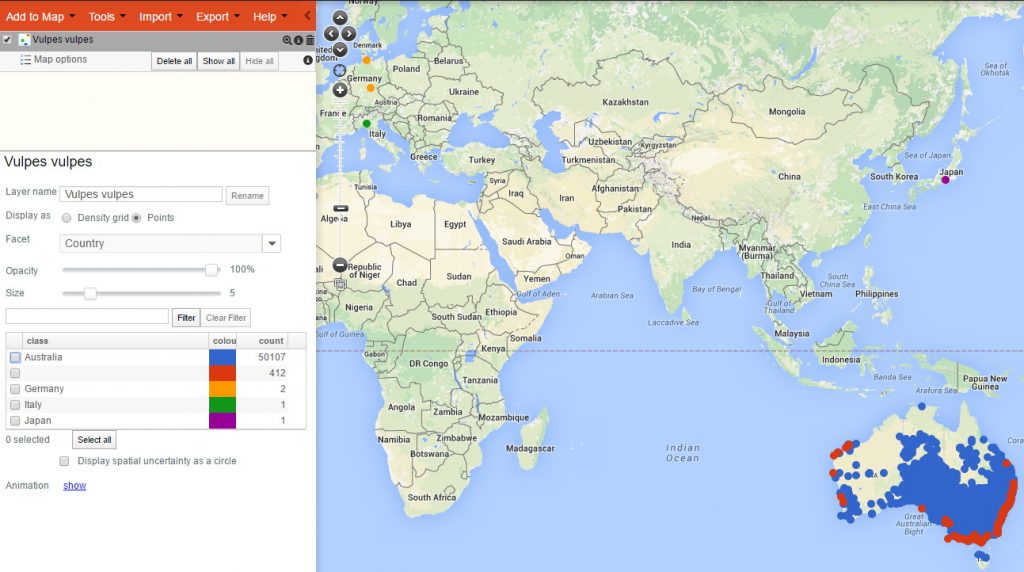 Add to Map Tools Import Export Help
Vulpes vulpes
Map options Delete all Show all Hide all
Vulpes vulpes
Layer name Vulpes vulpes Rename
Display as Density grid Points
Facet Country
Opacity 100%
Size 5
Filter Clear Filter
class colou count
Australia 50107
412
Germany 2
Italy 1
Japan 1
0 selected Select all
Display spatial uncertainty as a circle
Animation show
Norway
Denmark
Sea of
Okhotsk
Belarus
Poland
Germany
Ukraine
Kazakhstan
Mongolia
Austria
Romania
Italy
Uzbekistan
Kyrgyzstan
Sea of Japan
Greece
Turkey
Turkmenistan
China
South Korea
Japan
Tunisia
Syria
Iraq
Iran
Afghanistan
Pakistan
Nepal
East China Sea
Libya
Egypt
Saudi Arabia
Oman
India
Myanmar
(Burma)
Republic
of Niger
Chad
Sudan
Yemen
Gulf of Aden
Arabian Sea
Bay of Bengal
Thailand
Gulf of
Thailand
Vietnam
South
China Sea
Philippines
Nigeria
South Sudan
Ethiopia
Laccadive Sea
Gulf of Guinea
Somalia
Malaysia
Gabon
DR Congo
Kenya
Indonesia
Tanzania
Banda Sea
Papua New
Guinea
Arafura Sea
Angola
Zambia
Mozambique
Namibia
Zimbabwe
Madagascar
Botswana
Indian
Ocean
South Africa
Great
Australian
Bight